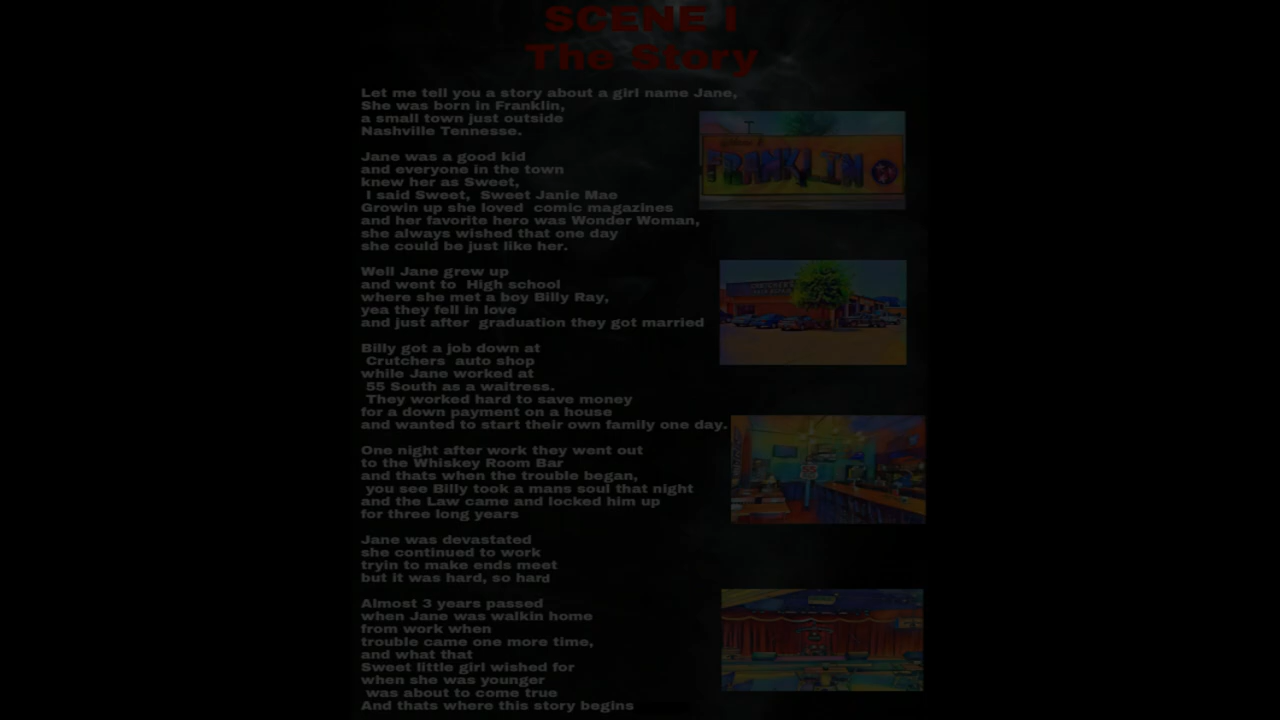 SCENE I
The Story
Let me tell you a story about a girl name Jane,
She was born in Franklin,
a small town just outside
Nashville Tennesse.
Jane was a good kid
and everyone in the town
knew her as Sweet,
I said Sweet, Sweet Janie Mae
Growin up she loved comic magazines
and her favorite hero was Wonder Woman,
she always wished that one day
she could be just like her.
Well Jane grew up
and went to High school
where she met a boy Billy Ray,
yea they fell in love
and just after graduation they got married
Billy got a job down at
Crutchers auto shop
while Jane worked at
55 South as a waitress.
They worked hard to save money
for a down payment on a house
and wanted to start their own family one day.
One night after work they went out
to the Whiskey Room Bar
and thats when the trouble began,
you see Billy took a mans soul that night
and the Law came and locked him up
for three long years
Jane was devastated
she continued to work
tryin to make ends meet
but it was hard, so hard
Almost 3 years passed
when Jane was walkin home
from work when
trouble came one more time,
and what that
Sweet little girl wished for
when she was younger
was about to come true
And thats where this story begins
FRANKLIN